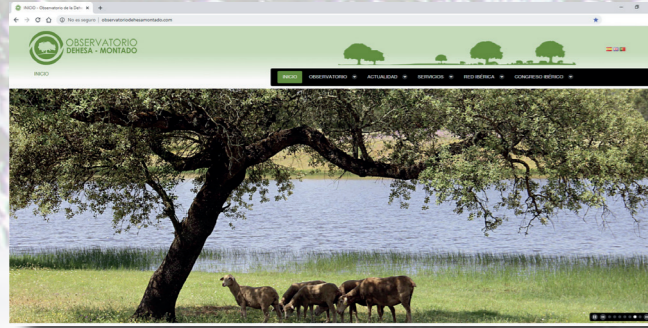 INICIO - Observatorio de la Dehe
No es seguro | observatoriodehesamontado.com
OBSERVATORIO
DEHESA - MONTADO
INICIO
INICIO OBSERVATORIO ACTUALIDAD SERVICIOS RED IBÉRICA CONGRESO IBÉRICO